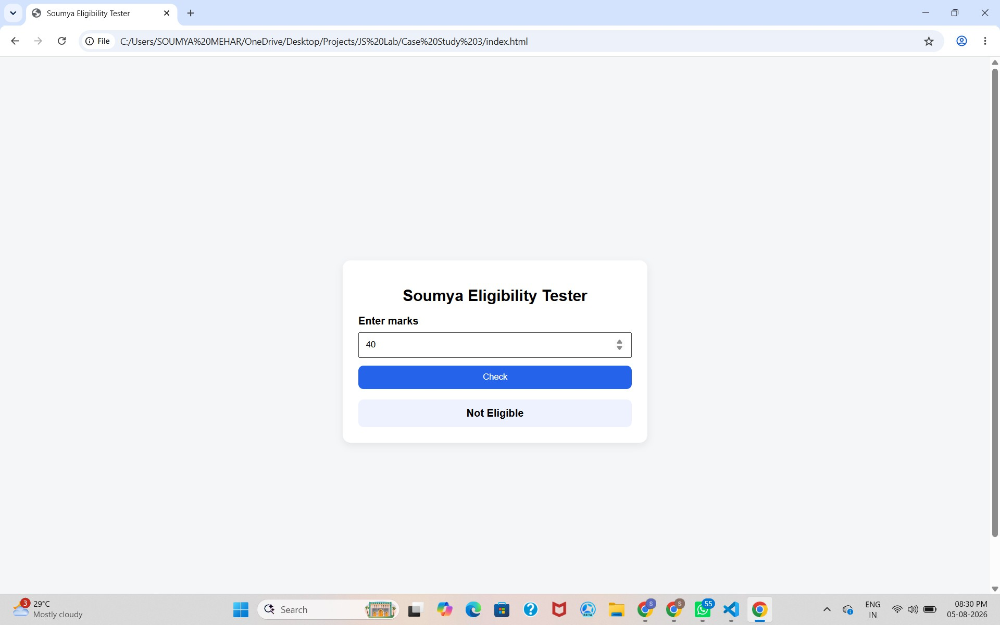 Soumya Eligibility Tester
File
C:/Users/SOUMYA%20MEHAR/OneDrive/Desktop/Projects/JS%20Lab/Case%20Study%203/index.html
Soumya Eligibility Tester
Enter marks
40
Check
Not Eligible
3
29°C
Mostly cloudy
Search
BETA
S
S
55
ENG
IN
08:30 PM
05-08-2026